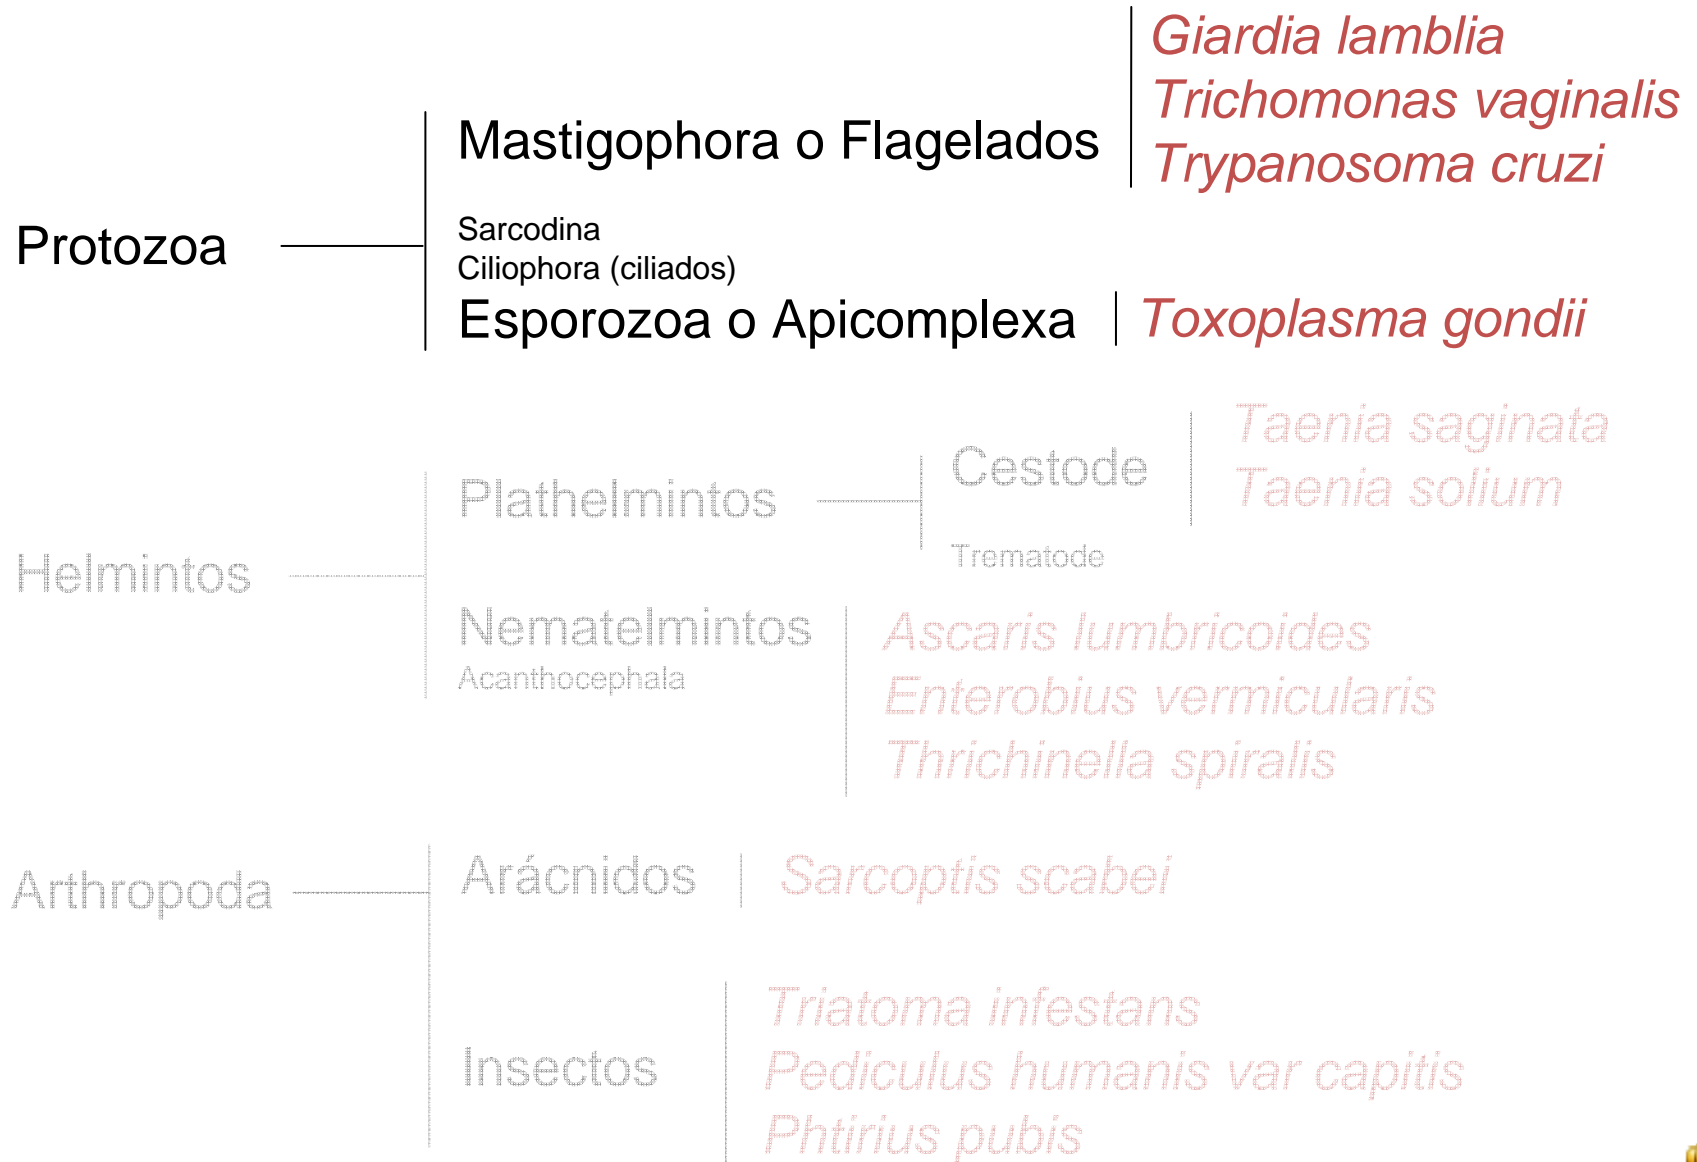 Giardia lamblia
Trichomonas vaginalis
Trypanosoma cruzi
Mastigophora o Flagelados
Protozoa
Sarcodina
Ciliophora (ciliados)
Esporozoa o Apicomplexa
Toxoplasma gondii
Taenia saginata
Taenia solium
Cestode
Plathelmintos
Trematode
Helmintos
Nematelmintos
Acanthocephala
Ascaris lumbricoides
Enterobius vermicularis
Thrichinella spiralis
Arthropoda
Arácnidos
Sarcoptis scabei
Insectos
Triatoma infestans
Pediculus humanis var capitis
Phtirius pubis